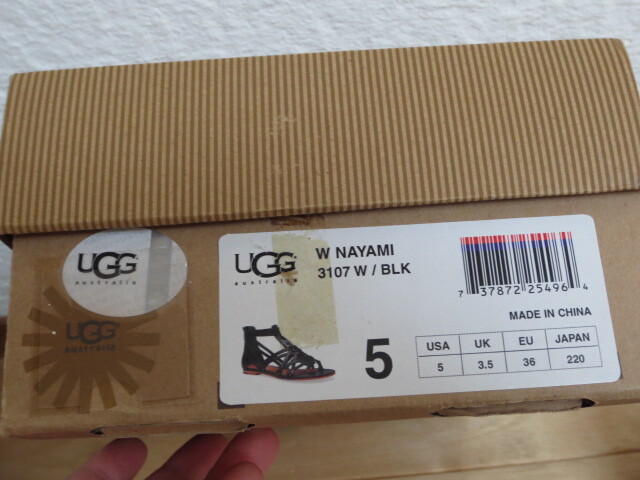 UGG
australia
UGG
australia
UGG
australia
W NAYAMI
3107 W / BLK
7 37872 25496 4
MADE IN CHINA
5
USA UK EU JAPAN
5 3.5 36 220